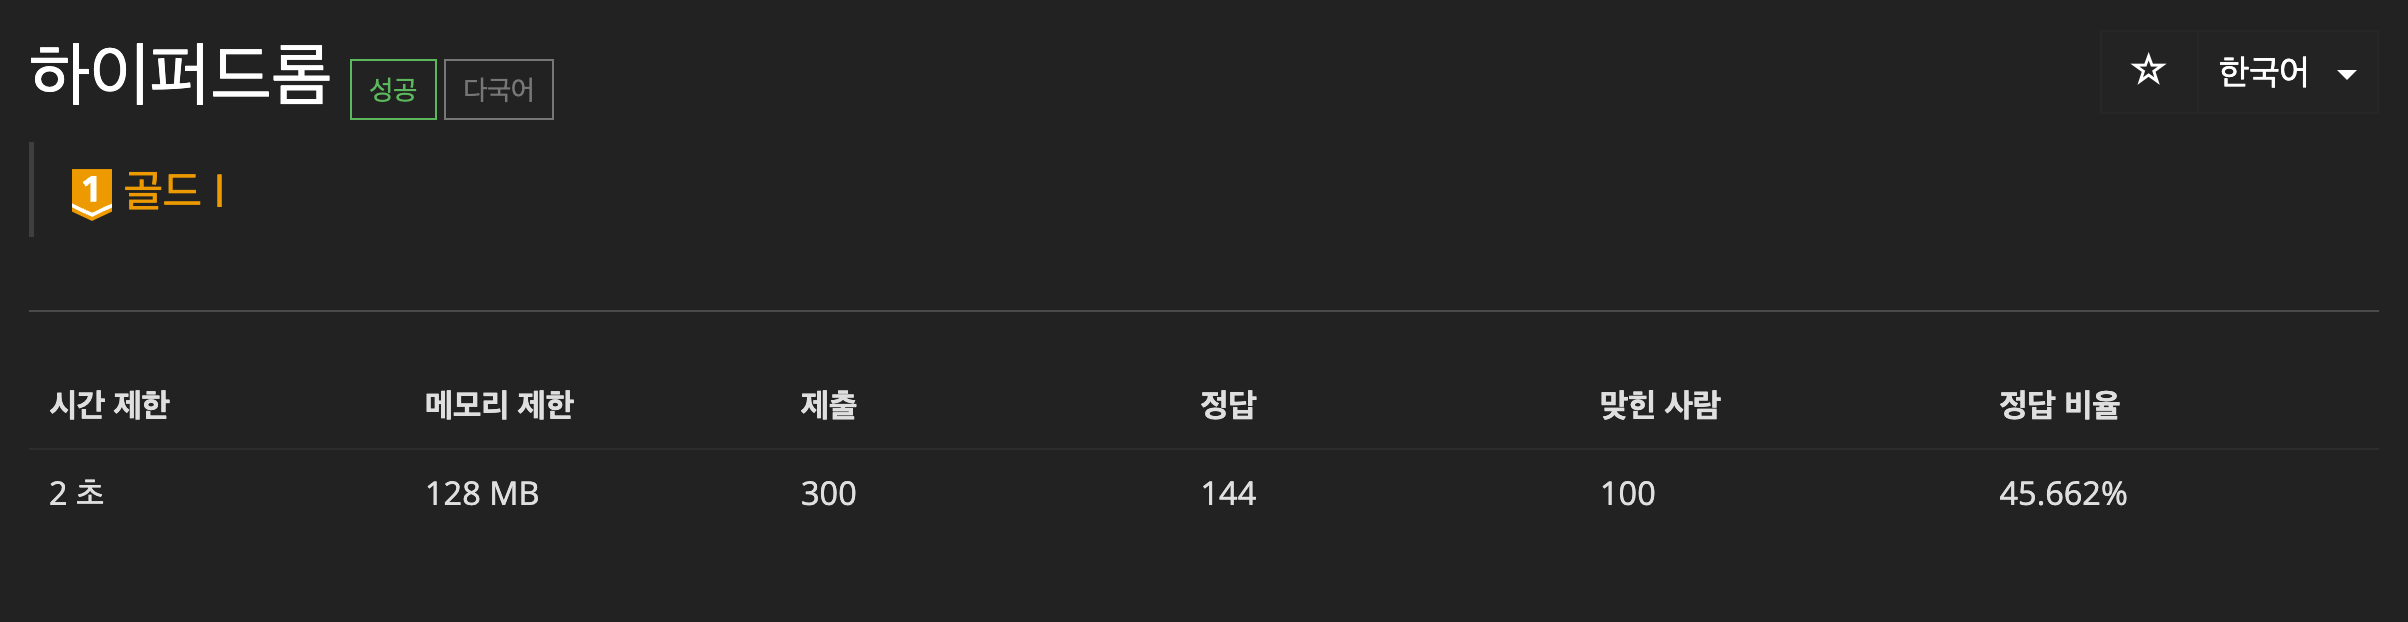 하이퍼드롬 성공 다국어 ☆ 한국어
1 골드 I
시간 제한 메모리 제한 제출 정답 맞힌 사람 정답 비율
2 초 128 MB 300 144 100 45.662%